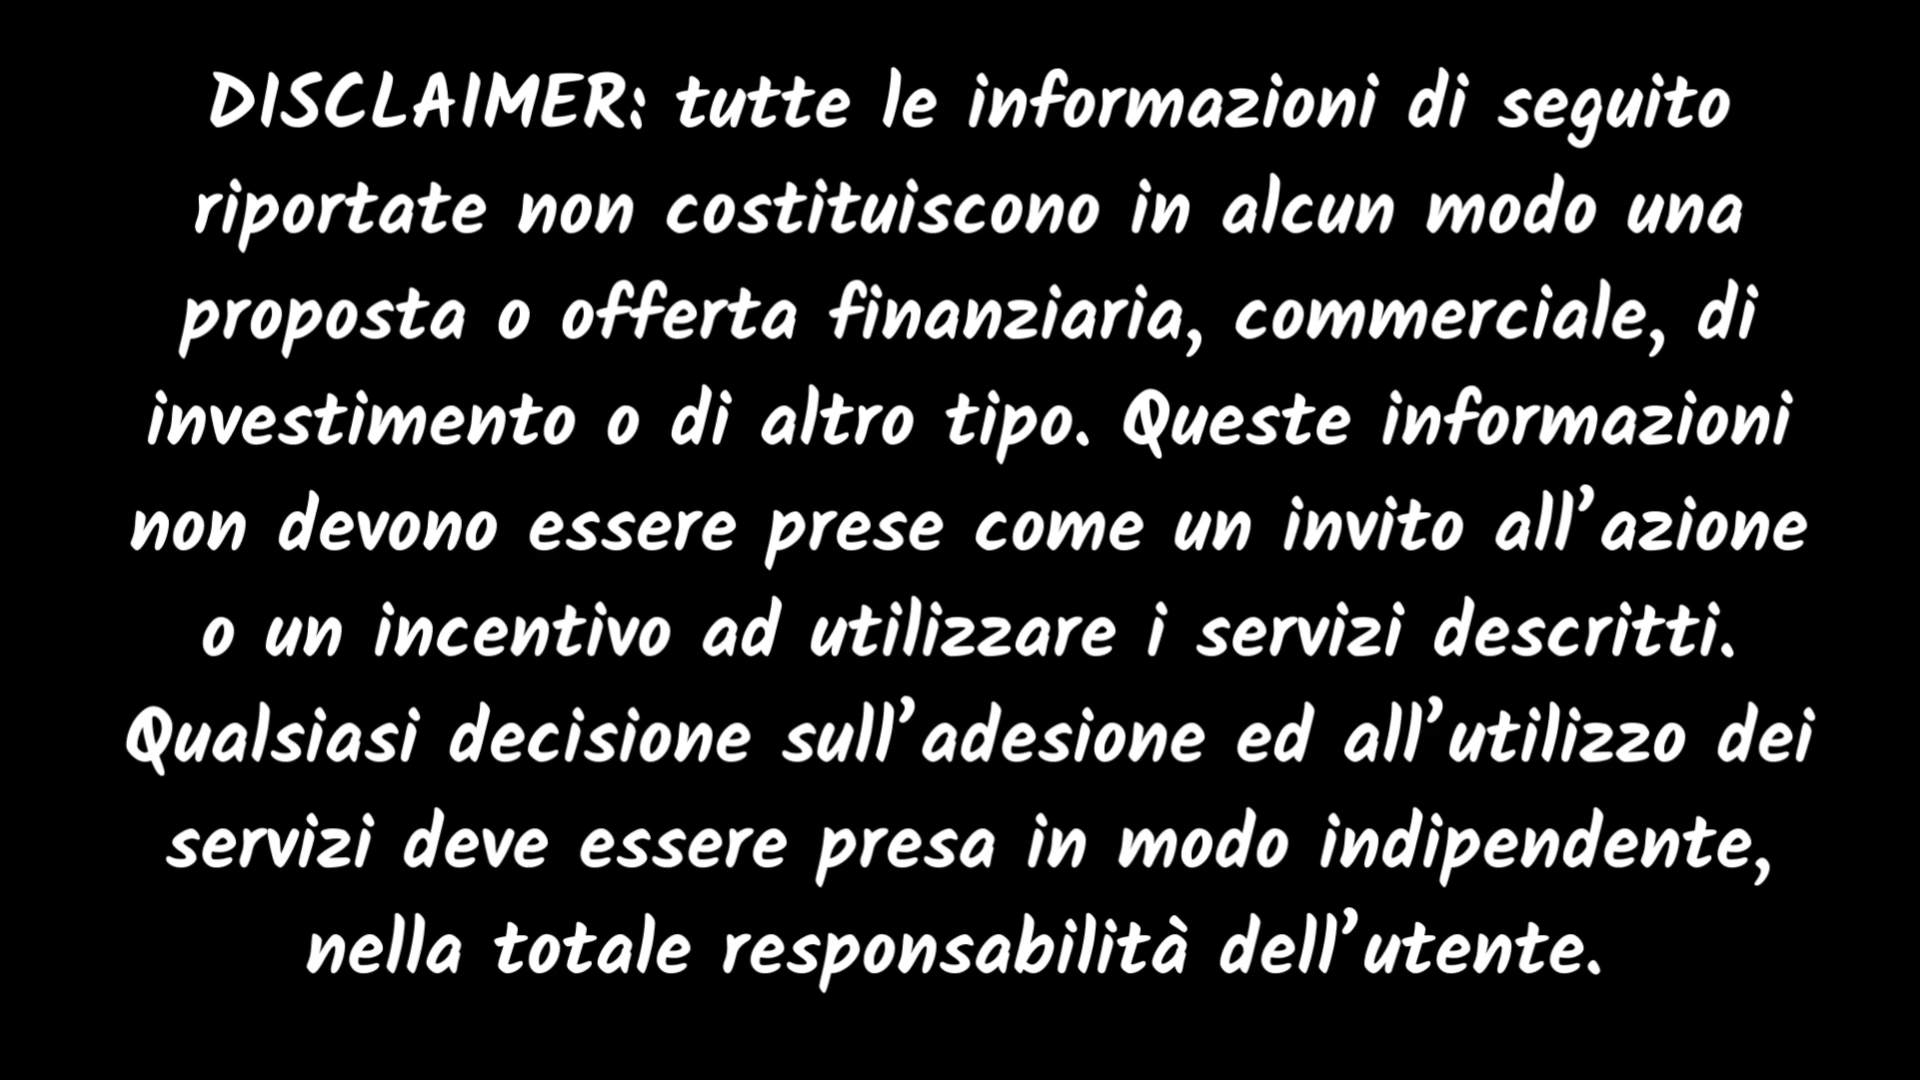 DISCLAIMER: tutte le informazioni di seguito
riportate non costituiscono in alcun modo una
proposta o offerta finanziaria, commerciale, di
investimento o di altro tipo. Queste informazioni
non devono essere prese come un invito all’azione
o un incentivo ad utilizzare i servizi descritti.
Qualsiasi decisione sull’adesione ed all’utilizzo dei
servizi deve essere presa in modo indipendente,
nella totale responsabilità dell’utente.